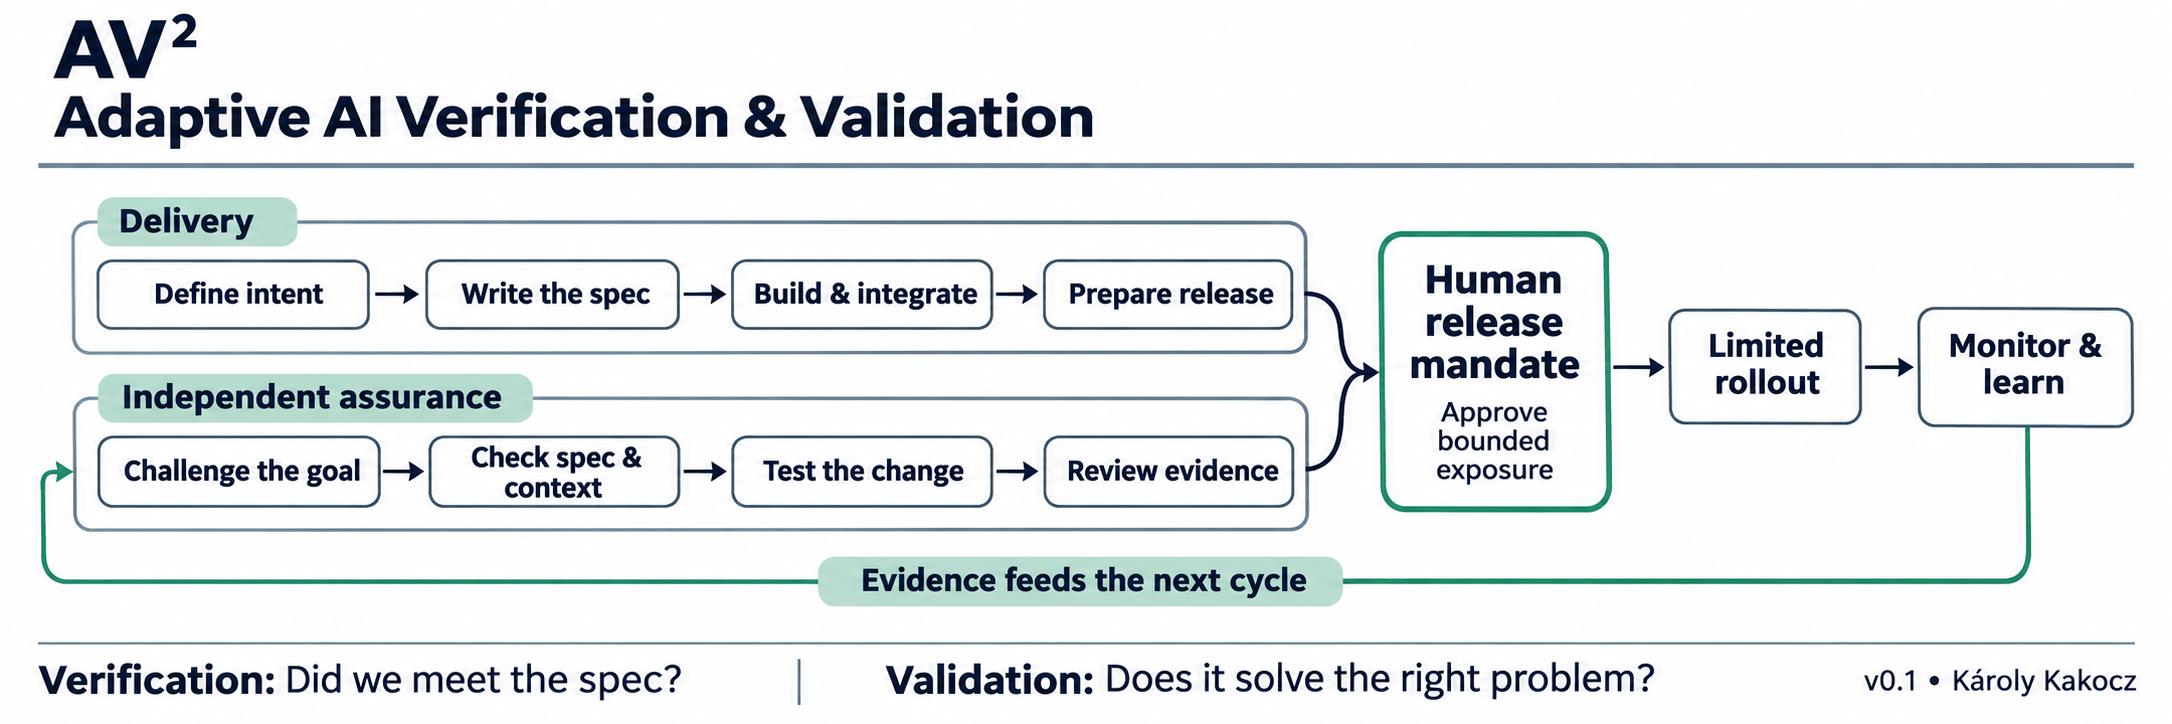 AV²
Adaptive AI Verification & Validation
Delivery
Define intent
Write the spec
Build & integrate
Prepare release
Independent assurance
Challenge the goal
Check spec &
context
Test the change
Review evidence
Human
release
mandate
Approve
bounded
exposure
Limited
rollout
Monitor &
learn
Evidence feeds the next cycle
Verification: Did we meet the spec?
Validation: Does it solve the right problem?
v0.1 • Károly Kakocz